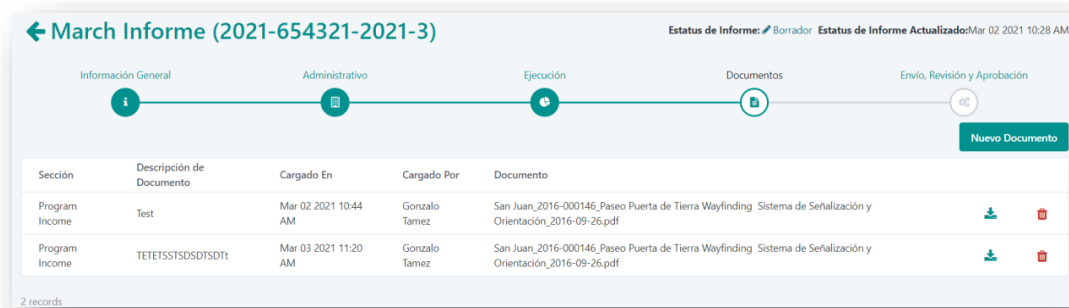 March Informe (2021-654321-2021-3)
Estatus de Informe: Borrador Estatus de Informe Actualizado:Mar 02 2021 10:28 AM
Información General Administrativo Ejecución Documentos Envío, Revisión y Aprobación
Nuevo Documento
Sección Descripción de Documento Cargado En Cargado Por Documento
Program Income Test Mar 02 2021 10:44 AM Gonzalo Tamez San Juan_2016-000146_Paseo Puerta de Tierra Wayfinding Sistema de Señalización y Orientación_2016-09-26.pdf
Program Income TETETSSTSDSDTSDTt Mar 03 2021 11:20 AM Gonzalo Tamez San Juan_2016-000146_Paseo Puerta de Tierra Wayfinding Sistema de Señalización y Orientación_2016-09-26.pdf
2 records